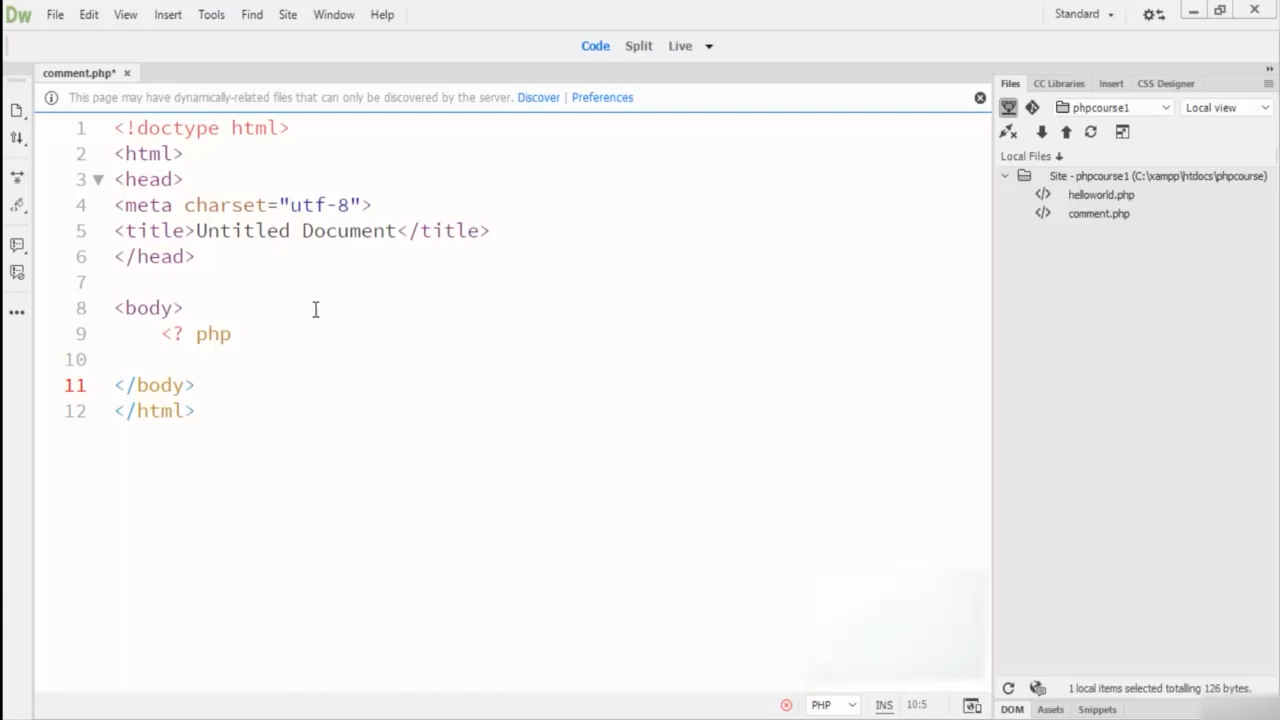 Dw File Edit View Insert Tools Find Site Window Help Standard
Code Split Live
comment.php*
This page may have dynamically-related files that can only be discovered by the server. Discover | Preferences
1 <!doctype html>
2 <html>
3 <head>
4 <meta charset="utf-8">
5 <title>Untitled Document</title>
6 </head>
7
8 <body>
9 <? php
10
11 </body>
12 </html>
PHP INS 10:5
Files CC Libraries Insert CSS Designer
phpcourse1 Local view
Local Files
Site - phpcourse1 (C:\xampp\htdocs\phpcourse)
helloworld.php
comment.php
1 local items selected totalling 126 bytes.
DOM Assets Snippets